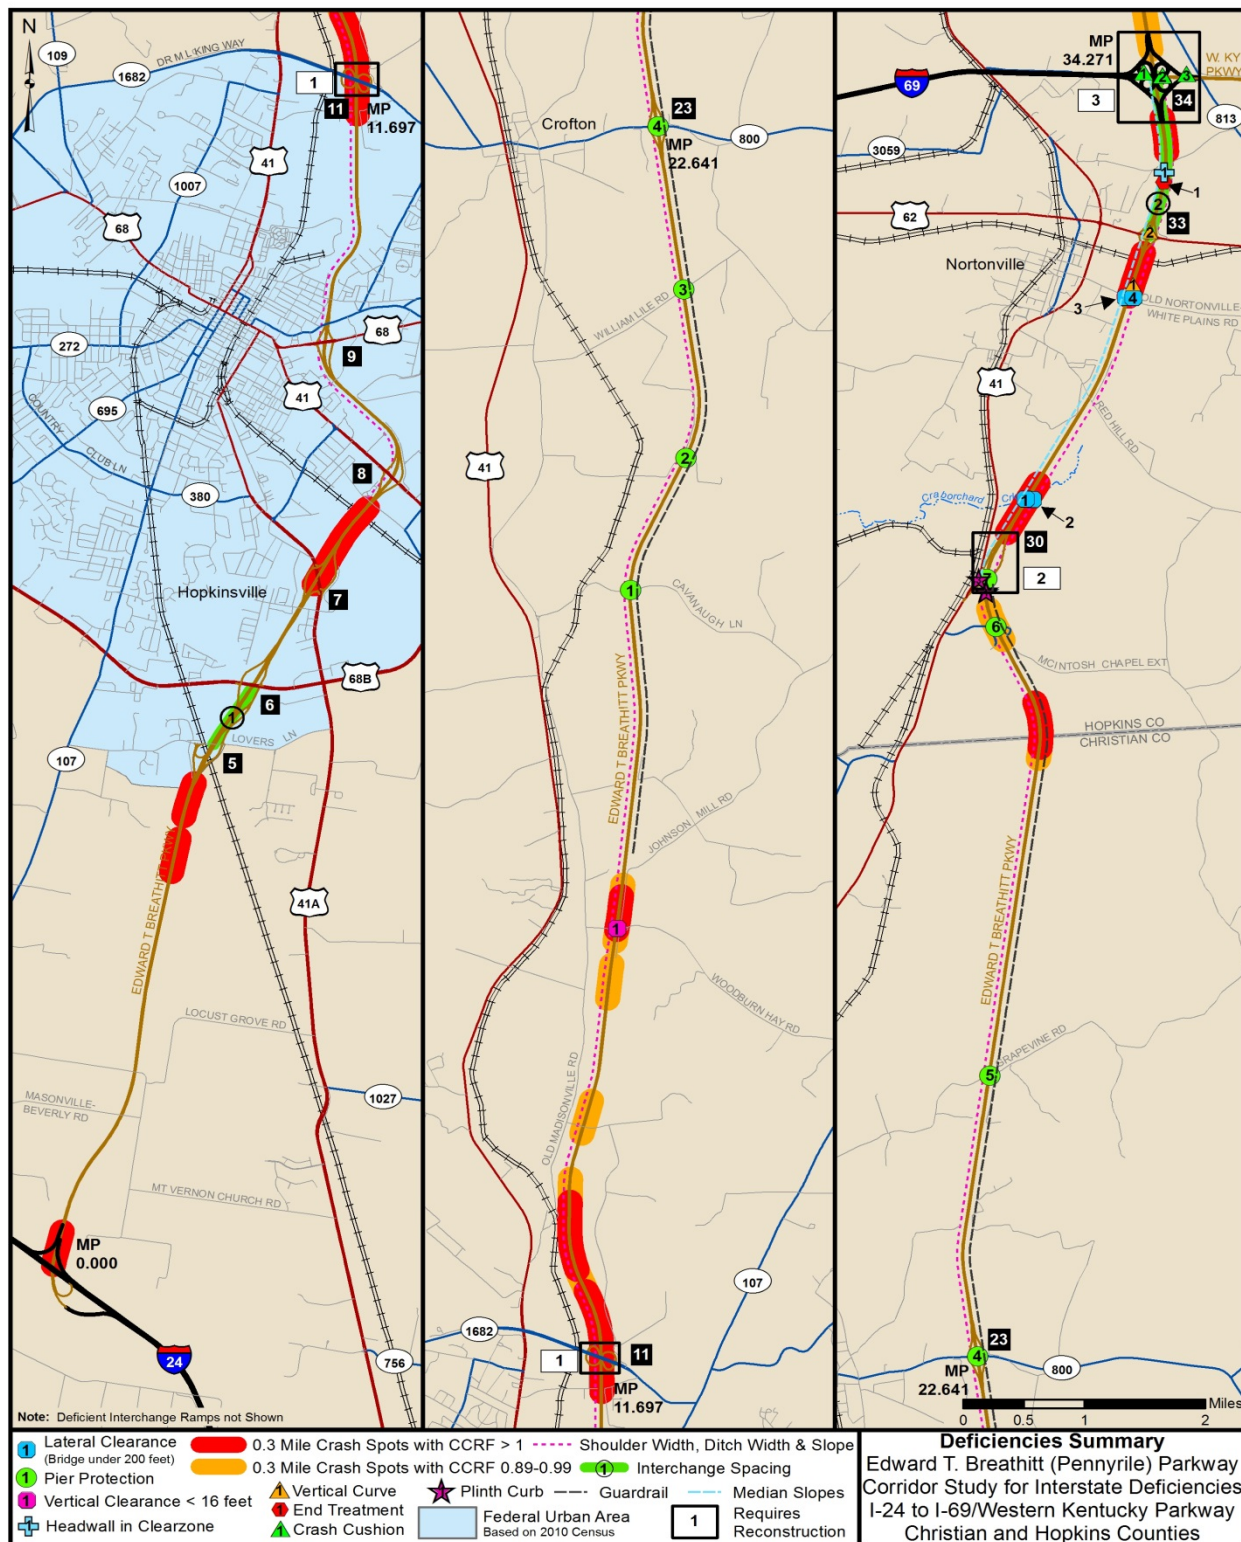 N
109
DR M L KING WAY
1682
1
11
MP
11.697
41
1007
68
68
9
272
41
695
COUNTRY
CLUB LN
8
380
Hopkinsville
7
68B
6
1
LOVERS LN
107
5
EDWARD T BREATHITT PKWY
41A
LOCUST GROVE RD
MASONVILLE-
BEVERLY RD
1027
MT VERNON CHURCH RD
MP
0.000
24
756
Note: Deficient Interchange Ramps not Shown
23
Crofton
4
800
MP
22.641
3
WILLIAM LILE RD
41
2
1
CAVANAUGH LN
EDWARD T BREATHITT PKWY
JOHNSON MILL RD
1
WOODBURN HAY RD
OLD MADISONVILLE RD
107
1682
1
11
MP
11.697
MP
34.271
W. KY
PKWY
1
2
3
69
3
34
813
3059
1
1
2
62
33
2
Nortonville
4
3
OLD NORTONVILLE-
WHITE PLAINS RD
41
RED HILL RD
Craborchard
1
2
30
7
2
6
MCINTOSH CHAPEL EXT
HOPKINS CO
CHRISTIAN CO
EDWARD T BREATHITT PKWY
GRAPEVINE RD
5
23
4
800
MP
22.641
Miles
0 0.5 1 2
1 Lateral Clearance
(Bridge under 200 feet)
1 Pier Protection
1 Vertical Clearance < 16 feet
1 Headwall in Clearzone
0.3 Mile Crash Spots with CCRF > 1
0.3 Mile Crash Spots with CCRF 0.89-0.99
1 Vertical Curve
1 End Treatment
1 Crash Cushion
Shoulder Width, Ditch Width & Slope
1 Interchange Spacing
1 Plinth Curb
Guardrail
Median Slopes
Federal Urban Area
Based on 2010 Census
1 Requires
Reconstruction
Deficiencies Summary
Edward T. Breathitt (Pennyrile) Parkway
Corridor Study for Interstate Deficiencies
I-24 to I-69/Western Kentucky Parkway
Christian and Hopkins Counties